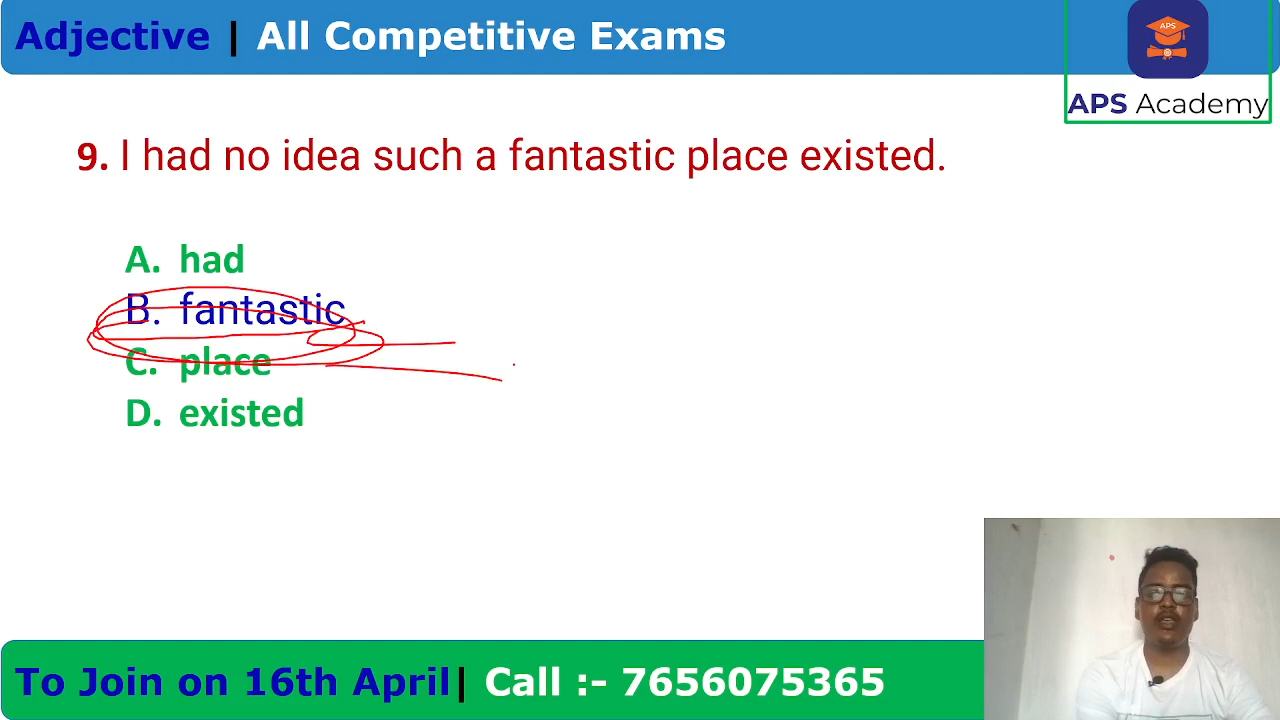 Adjective | All Competitive Exams
APS
APS Academy
9. I had no idea such a fantastic place existed.
A. had
B. fantastic
C. place
D. existed
To Join on 16th April| Call :- 7656075365